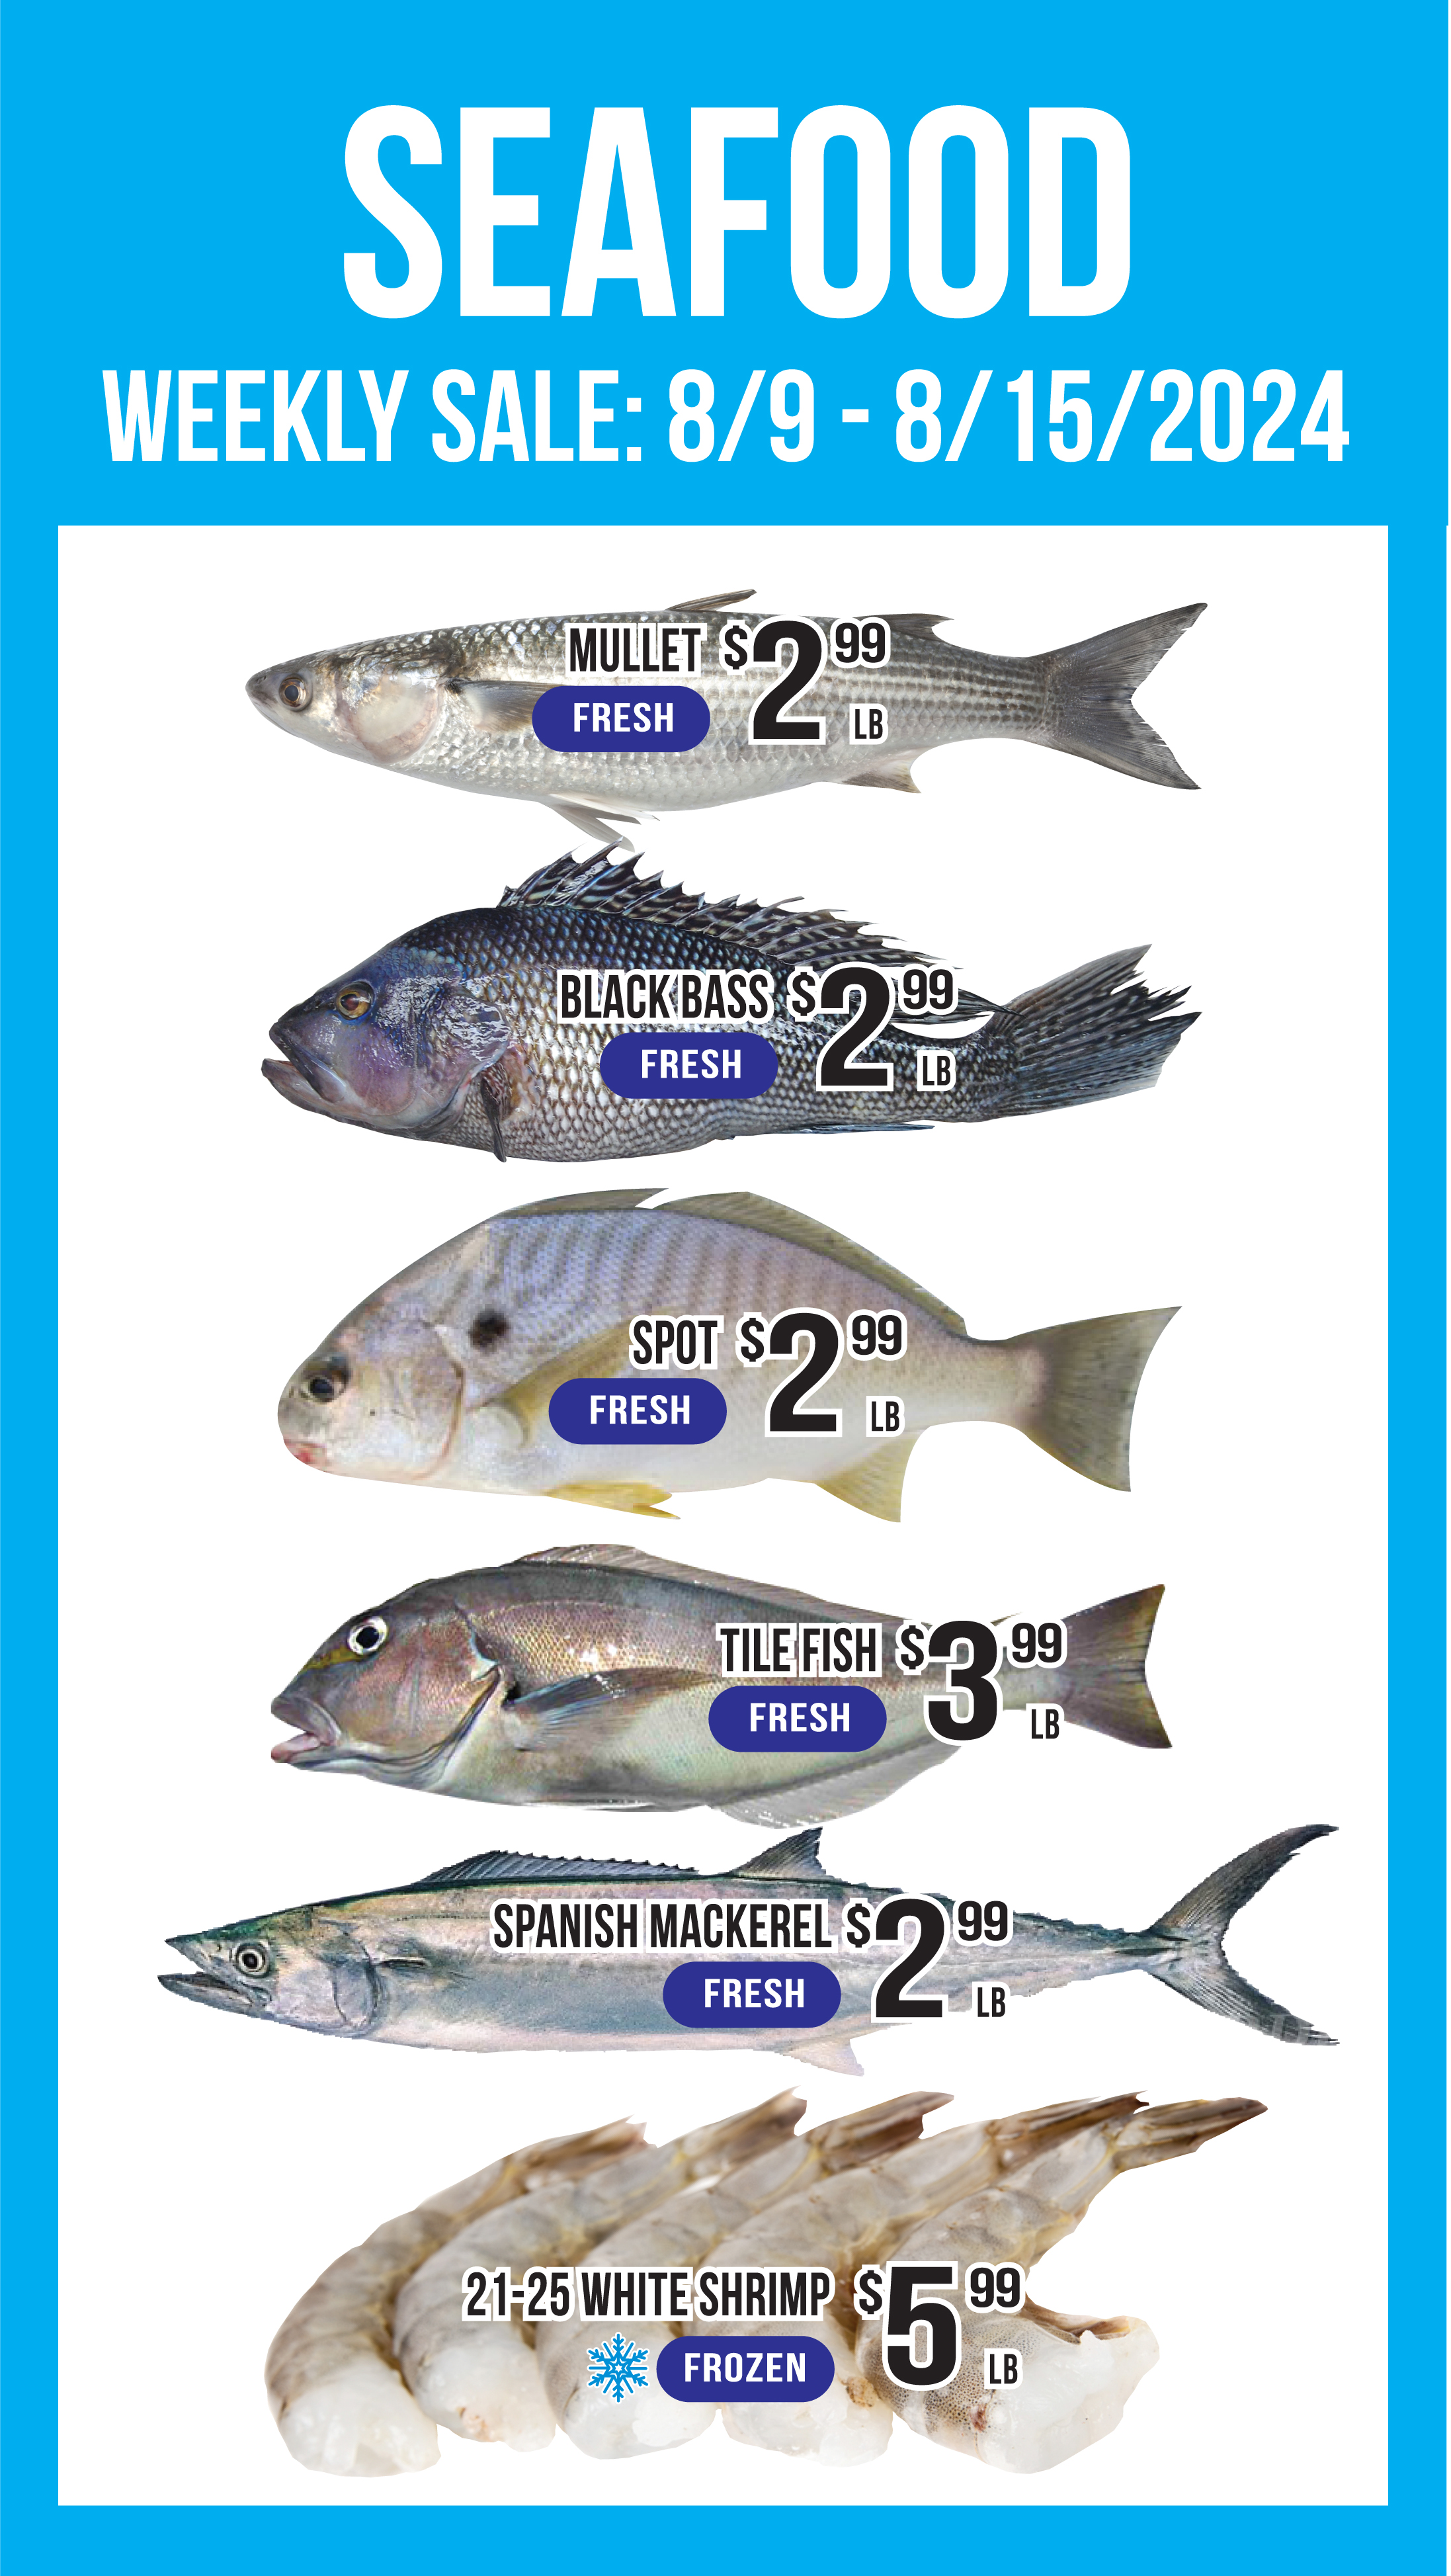 SEAFOOD
WEEKLY SALE: 8/9 - 8/15/2024
MULLET $2 99
FRESH LB
BLACK BASS $2 99
FRESH LB
SPOT $2 99
FRESH LB
TILE FISH $3 99
FRESH LB
SPANISH MACKEREL $2 99
FRESH LB
21-25 WHITE SHRIMP $5 99
FROZEN LB